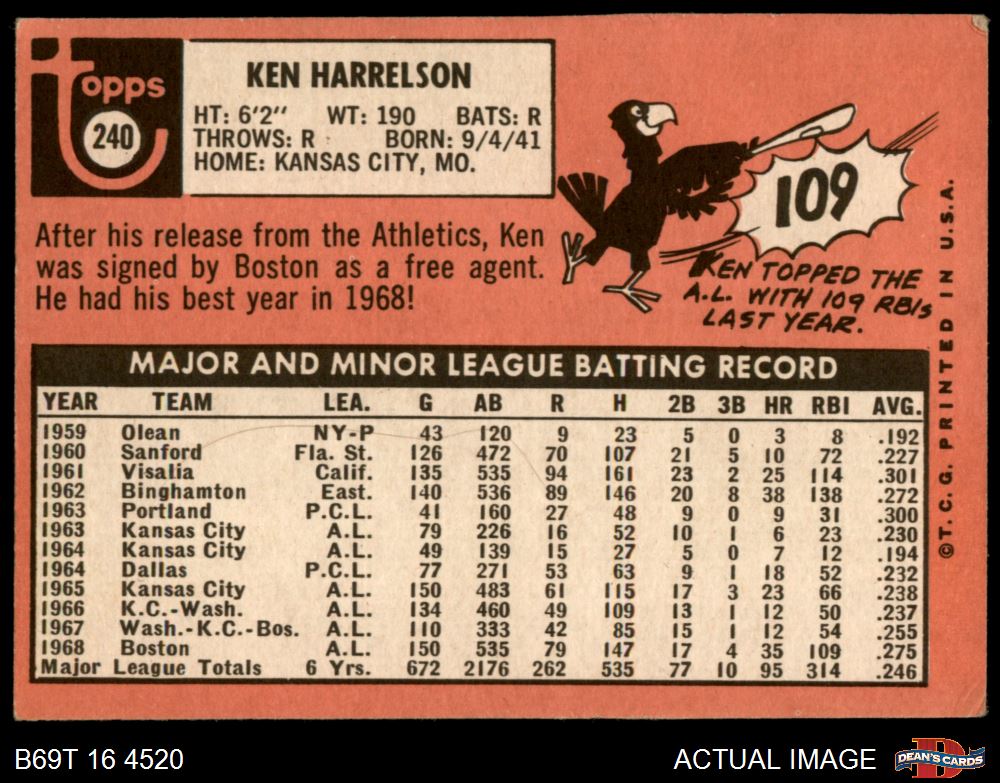 topps
240
KEN HARRELSON
HT: 6'2" WT: 190 BATS: R
THROWS: R BORN: 9/4/41
HOME: KANSAS CITY, MO.
109
KEN TOPPED THE
A.L. WITH 109 RBIs
LAST YEAR.
After his release from the Athletics, Ken
was signed by Boston as a free agent.
He had his best year in 1968!
MAJOR AND MINOR LEAGUE BATTING RECORD
YEAR TEAM LEA. G AB R H 2B 3B HR RBI AVG.
1959 Olean NY-P 43 120 9 23 5 0 3 8 .192
1960 Sanford Fla. St. 126 472 70 107 21 5 10 72 .227
1961 Visalia Calif. 135 535 94 161 23 2 25 114 .301
1962 Binghamton East. 140 536 89 146 20 8 38 138 .272
1963 Portland P.C.L. 41 160 27 48 9 0 9 31 .300
1963 Kansas City A.L. 79 226 16 52 10 1 6 23 .230
1964 Kansas City A.L. 49 139 15 27 5 0 7 12 .194
1964 Dallas P.C.L. 77 271 53 63 9 1 18 52 .232
1965 Kansas City A.L. 150 483 61 115 17 3 23 66 .238
1966 K.C.-Wash. A.L. 134 460 49 109 13 1 12 50 .237
1967 Wash.-K.C.-Bos. A.L. 110 333 42 85 15 1 12 54 .255
1968 Boston A.L. 150 535 79 147 17 4 35 109 .275
Major League Totals 6 Yrs. 672 2176 262 535 77 10 95 314 .246
©T.C.G. PRINTED IN U.S.A.
B69T 16 4520
ACTUAL IMAGE
D
DEAN'S CARDS